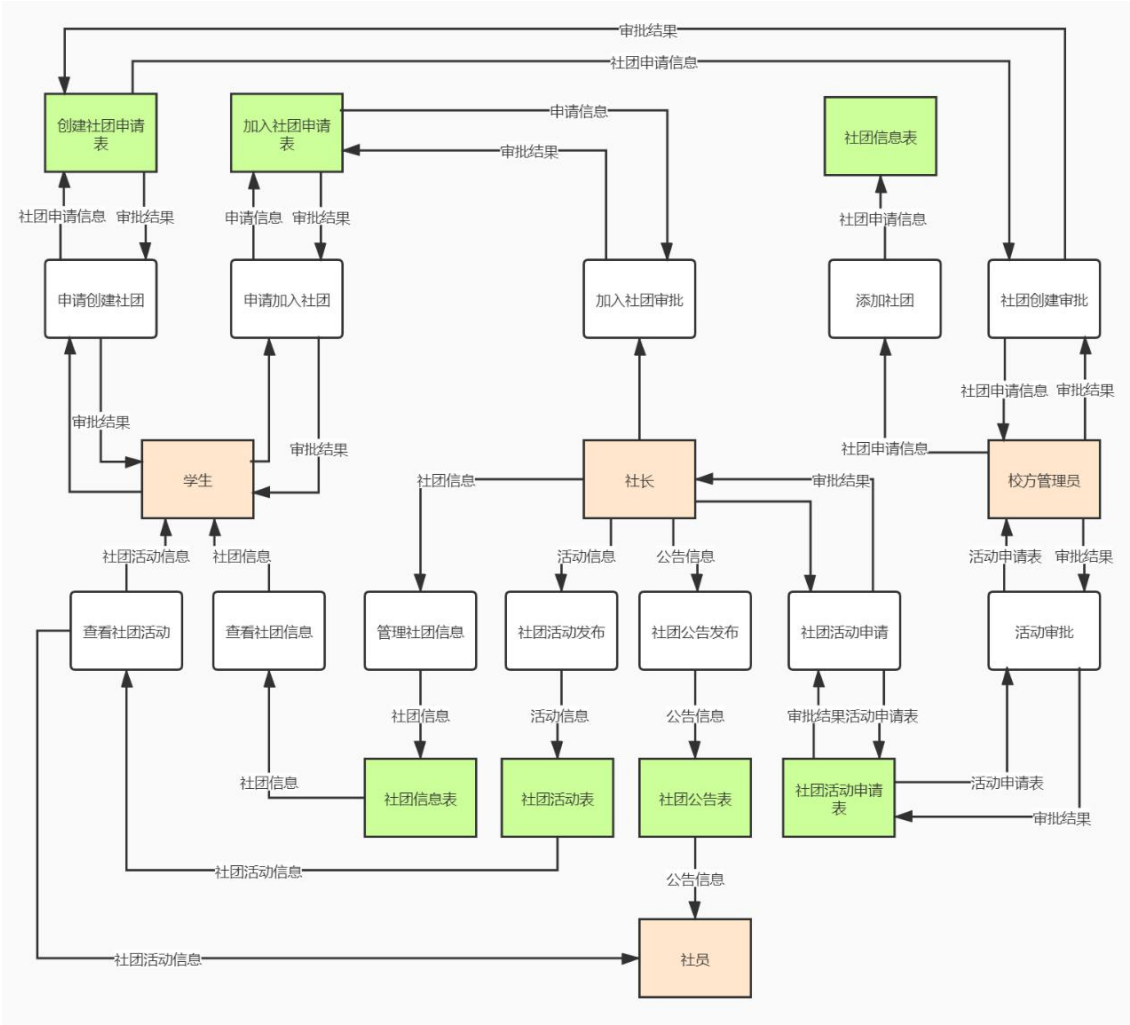 审批结果
社团申请信息
创建社团申请
表
加入社团申请
表
申请信息
审批结果
社团信息表
社团申请信息
审批结果
申请信息
审批结果
社团申请信息
申请创建社团
申请加入社团
加入社团审批
添加社团
社团创建审批
社团申请信息
审批结果
审批结果
审批结果
社团申请信息
学生
社长
校方管理员
社团信息
审批结果
社团活动信息
社团信息
活动信息
公告信息
活动申请表
审批结果
查看社团活动
查看社团信息
管理社团信息
社团活动发布
社团公告发布
社团活动申请
活动审批
社团信息
活动信息
公告信息
审批结果
活动申请表
社团信息
社团信息表
社团活动表
社团公告表
社团活动申请
表
活动申请表
审批结果
社团活动信息
公告信息
社团活动信息
社员